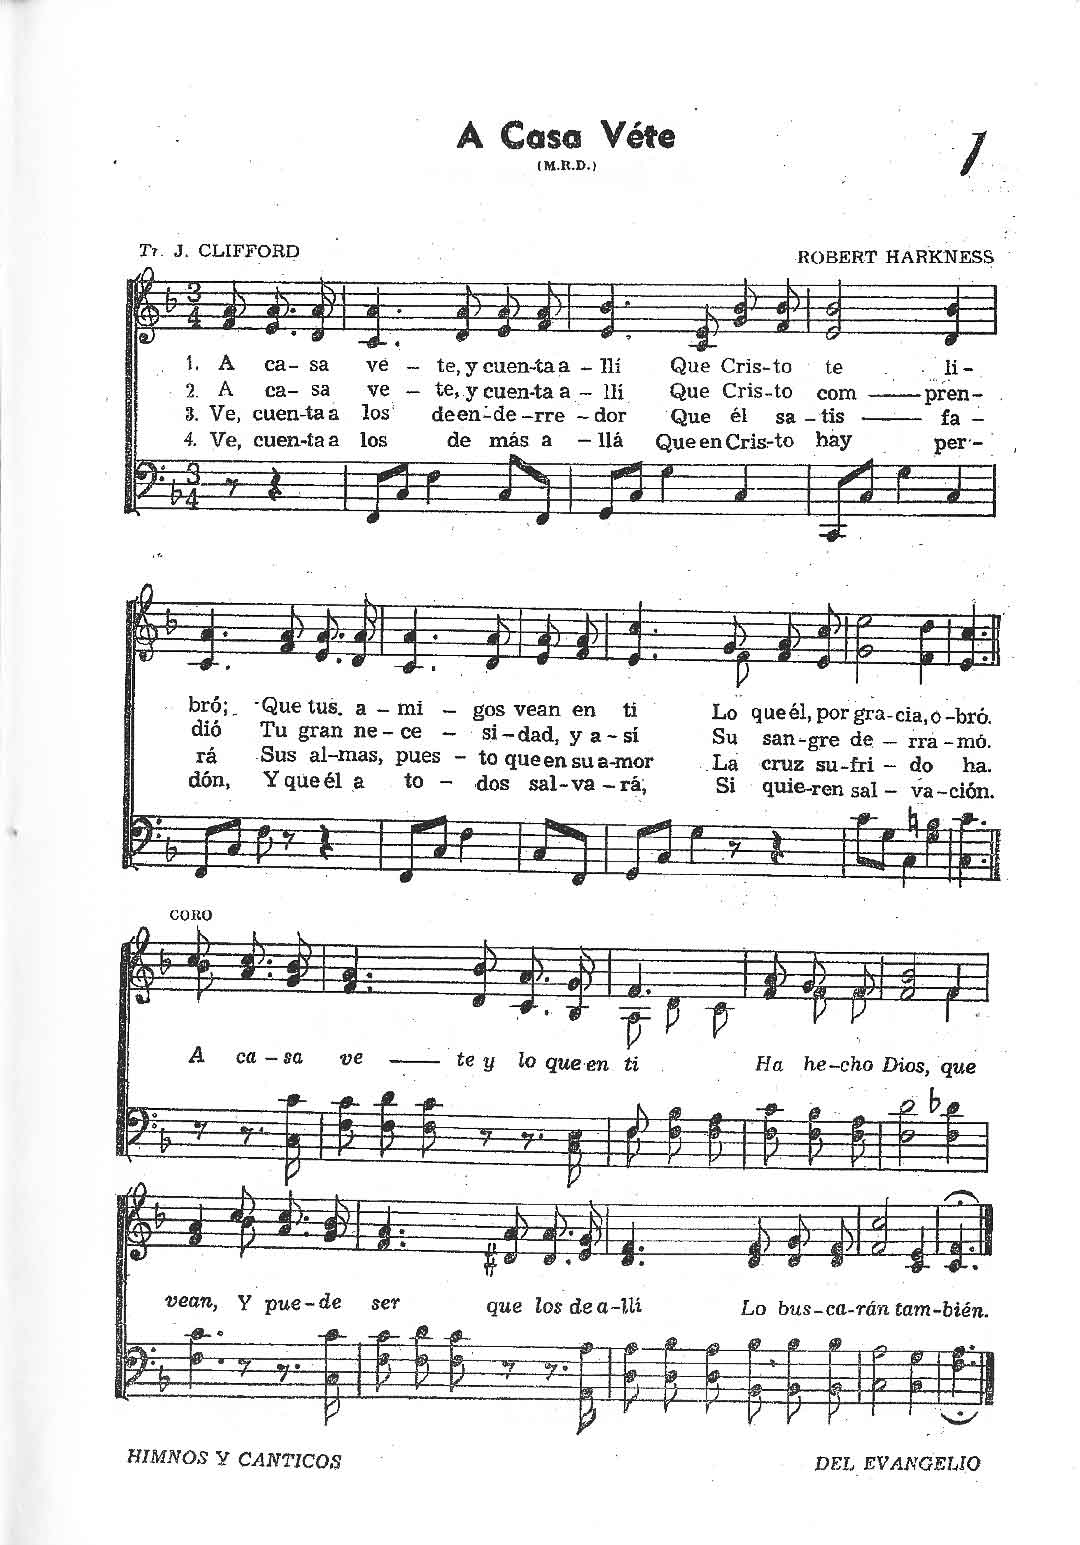 A Casa Véte
(M.R.D.)
1
Tr. J. CLIFFORD
ROBERT HARKNESS
1. A ca- sa ve - te, y cuen-ta a - llí Que Cris-to te li-
2. A ca- sa ve - te, y cuen-ta a - llí Que Cris-to com — pren-
3. Ve, cuen-ta a los de en-de-rre - dor Que él sa - tis — fa -
4. Ve, cuen-ta a los de más a - llá Que en Cris-to hay per-
bró; Que tus a - mi - gos vean en ti Lo que él, por gra-cia, o-bró.
dió Tu gran ne-ce - si-dad, y a-sí Su san-gre de - rra-mó.
rá Sus al-mas, pues - to que en su a-mor La cruz su-fri - do ha.
dón, Y que él a to - dos sal-va-rá, Si quie-ren sal - va-ción.
CORO
A ca - sa ve — te y lo que en ti Ha he-cho Dios, que
vean, Y pue-de ser que los de a-llí Lo bus-ca-rán tam-bién.
HIMNOS Y CANTICOS
DEL EVANGELIO